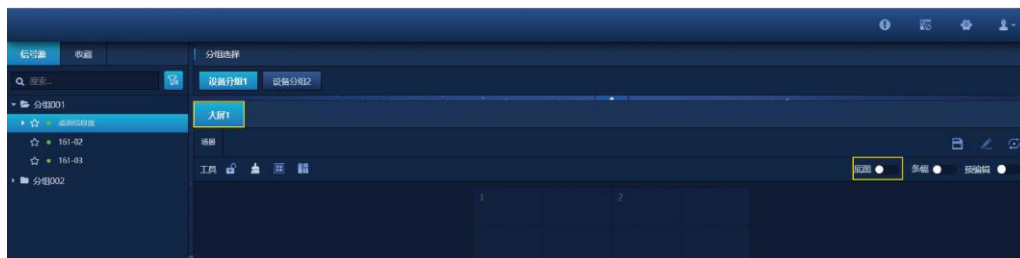 信号源 收藏
分组选择
搜索...
设备分组1 设备分组2
分组001
大屏1
161-02
场景
161-03
工具 底图 条幅 预编辑
分组002
1 2